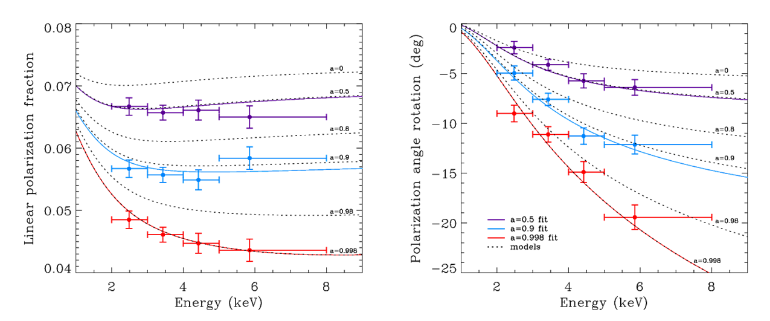 0.08
0.07
0.06
0.05
0.04
Linear polarization fraction
a=0
a=0.5
a=0.8
a=0.9
a=0.98
a=0.998
2 4 6 8
Energy (keV)
0
−5
−10
−15
−20
−25
Polarization angle rotation (deg)
a=0
a=0.5
a=0.8
a=0.9
a=0.98
a=0.998
a=0.5 fit
a=0.9 fit
a=0.998 fit
models
2 4 6 8
Energy (keV)